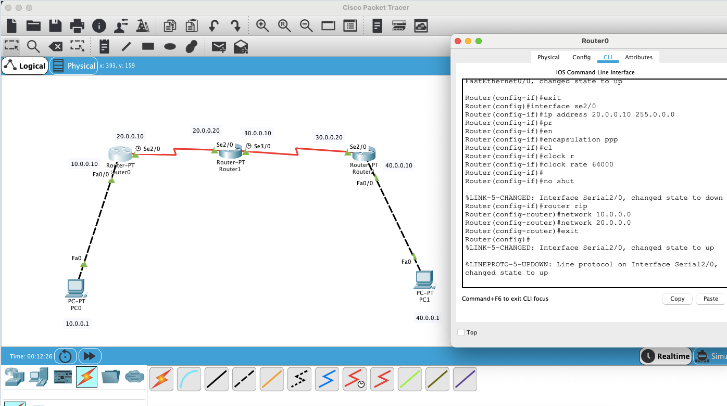 Cisco Packet Tracer
Logical
Physical
x: 393, y: 159
20.0.0.10
20.0.0.20
30.0.0.10
30.0.0.20
Se2/0
Se2/0
Se3/0
Se2/0
10.0.0.10
Router-PT
Router0
Router-PT
Router1
Router-PT
40.0.0.10
Fa0/0
Fa0/0
Fa0
PC-PT
PC0
10.0.0.1
Fa0
PC-PT
PC1
40.0.0.1
Router0
Physical
Config
CLI
Attributes
IOS Command Line Interface
FastEthernet0/0, changed state to up
Router(config-if)#exit
Router(config)#interface se2/0
Router(config-if)#ip address 20.0.0.10 255.0.0.0
Router(config-if)#pr
Router(config-if)#en
Router(config-if)#encapsulation ppp
Router(config-if)#cl
Router(config-if)#clock r
Router(config-if)#clock rate 64000
Router(config-if)#
Router(config-if)#no shut
%LINK-5-CHANGED: Interface Serial2/0, changed state to down
Router(config-if)#router rip
Router(config-router)#network 10.0.0.0
Router(config-router)#network 20.0.0.0
Router(config-router)#exit
Router(config)#
%LINK-5-CHANGED: Interface Serial2/0, changed state to up
%LINEPROTO-5-UPDOWN: Line protocol on Interface Serial2/0,
changed state to up
Command+F6 to exit CLI focus
Copy
Paste
Top
Time: 00:12:26
Realtime
Simu